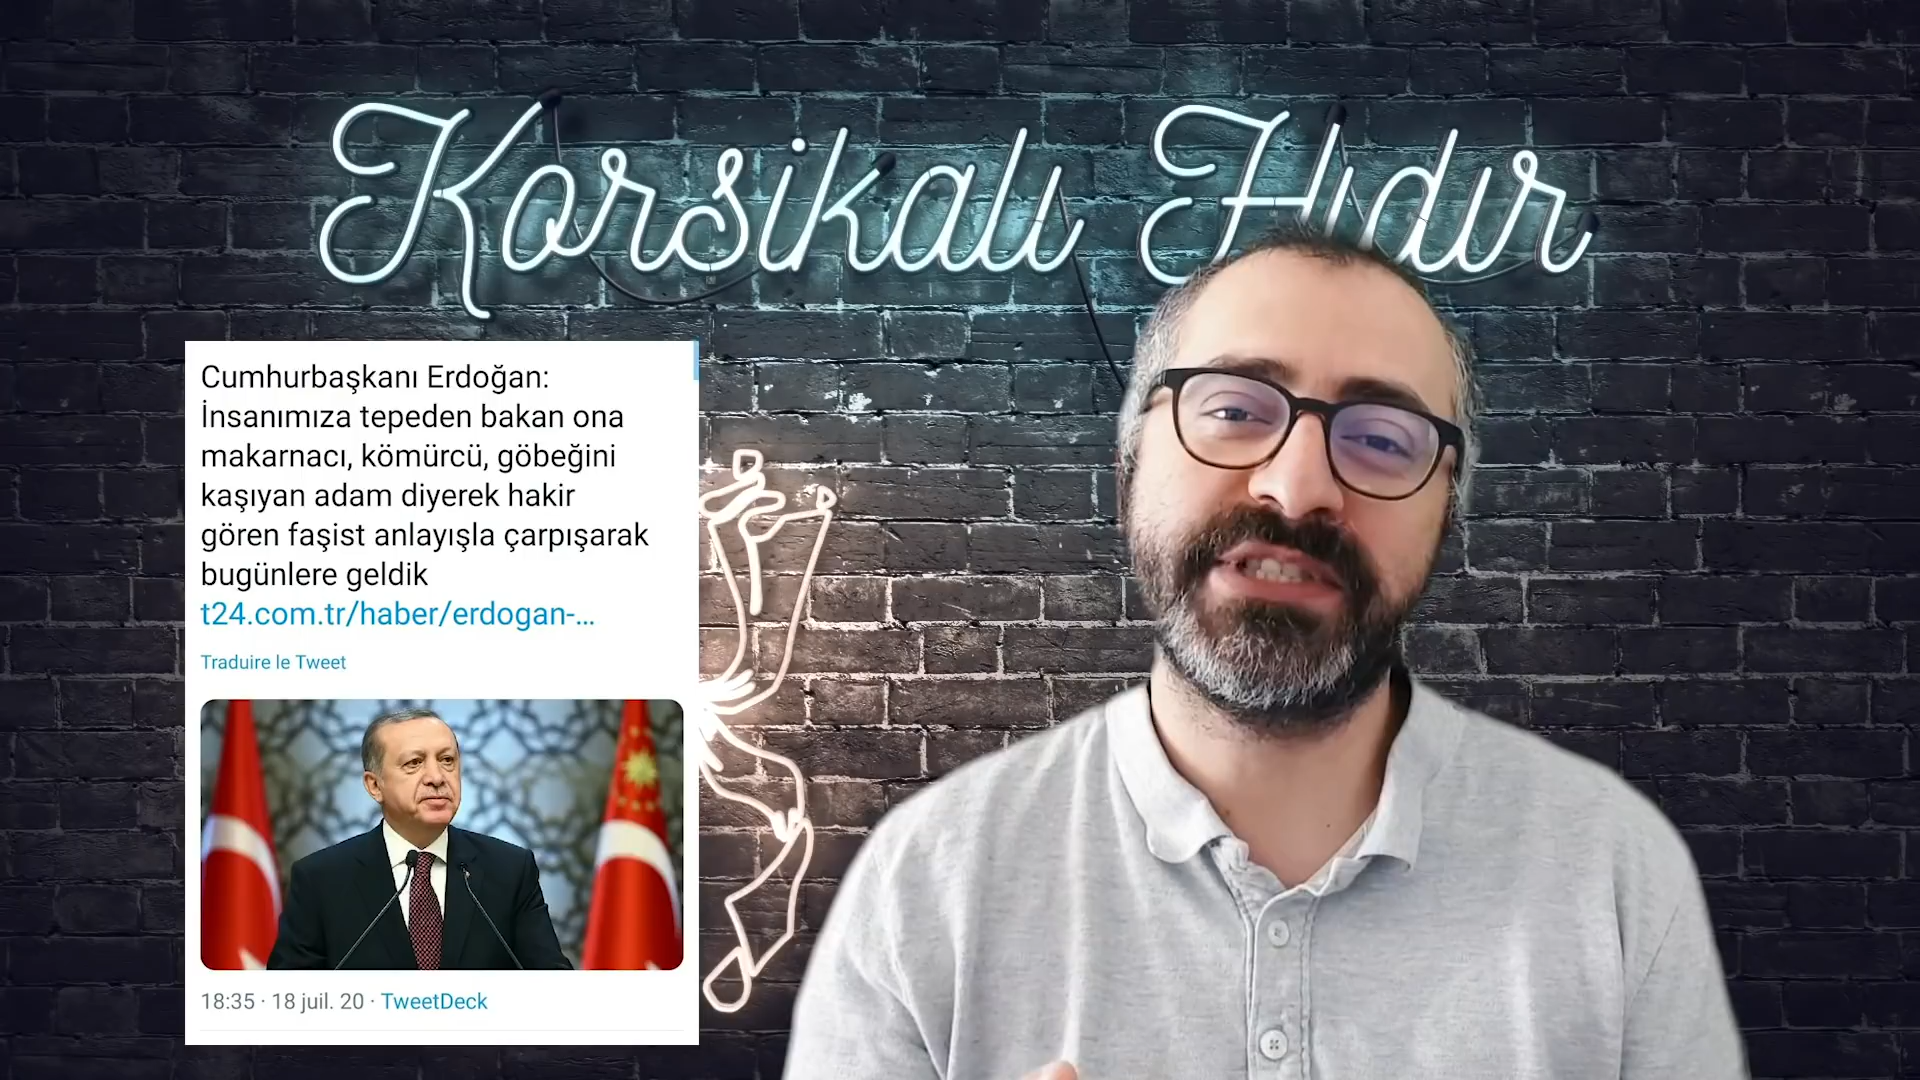 Korsikalı Hıdır
Cumhurbaşkanı Erdoğan:
İnsanımıza tepeden bakan ona
makarnacı, kömürcü, göbeğini
kaşıyan adam diyerek hakir
gören faşist anlayışla çarpışarak
bugünlere geldik
t24.com.tr/haber/erdogan-...
Traduire le Tweet
18:35 · 18 juil. 20 · TweetDeck